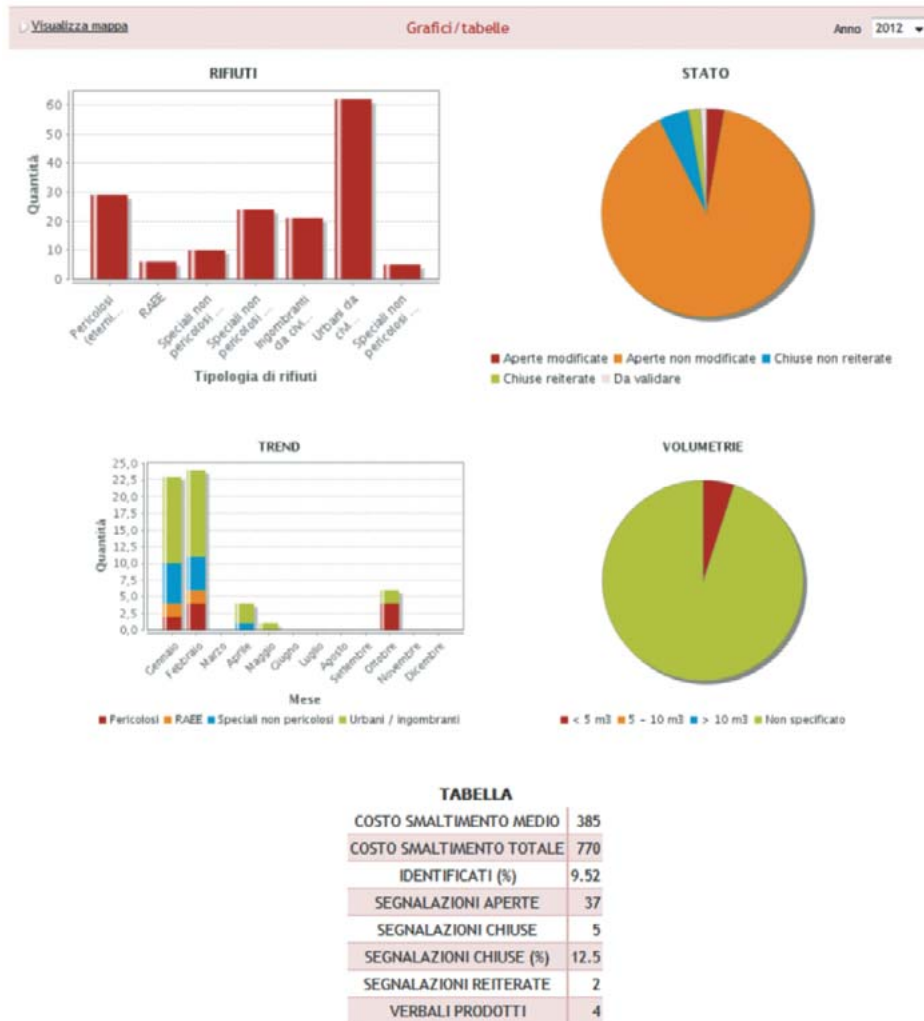 Visualizza mappa
Grafici/tabelle
Anno 2012
RIFIUTI
Quantità
60
50
40
30
20
10
0
Pericolosi (eterni...
RAEE
Speciali non pericolosi ...
Speciali non pericolosi ...
Ingombranti da civi...
Urbani da civi...
Speciali non pericolosi ...
Tipologia di rifiuti
STATO
Aperte modificate Aperte non modificate Chiuse non reiterate
Chiuse reiterate Da validare
TREND
Quantità
25,0
22,5
20,0
17,5
15,0
12,5
10,0
7,5
5,0
2,5
0,0
Gennaio
Febbraio
Marzo
Aprile
Maggio
Giugno
Luglio
Agosto
Settembre
Ottobre
Novembre
Dicembre
Mese
Pericolosi RAEE Speciali non pericolosi Urbani / ingombranti
VOLUMETRIE
< 5 m3 5 - 10 m3 > 10 m3 Non specificato
TABELLA
COSTO SMALTIMENTO MEDIO 385
COSTO SMALTIMENTO TOTALE 770
IDENTIFICATI (%) 9.52
SEGNALAZIONI APERTE 37
SEGNALAZIONI CHIUSE 5
SEGNALAZIONI CHIUSE (%) 12.5
SEGNALAZIONI REITERATE 2
VERBALI PRODOTTI 4